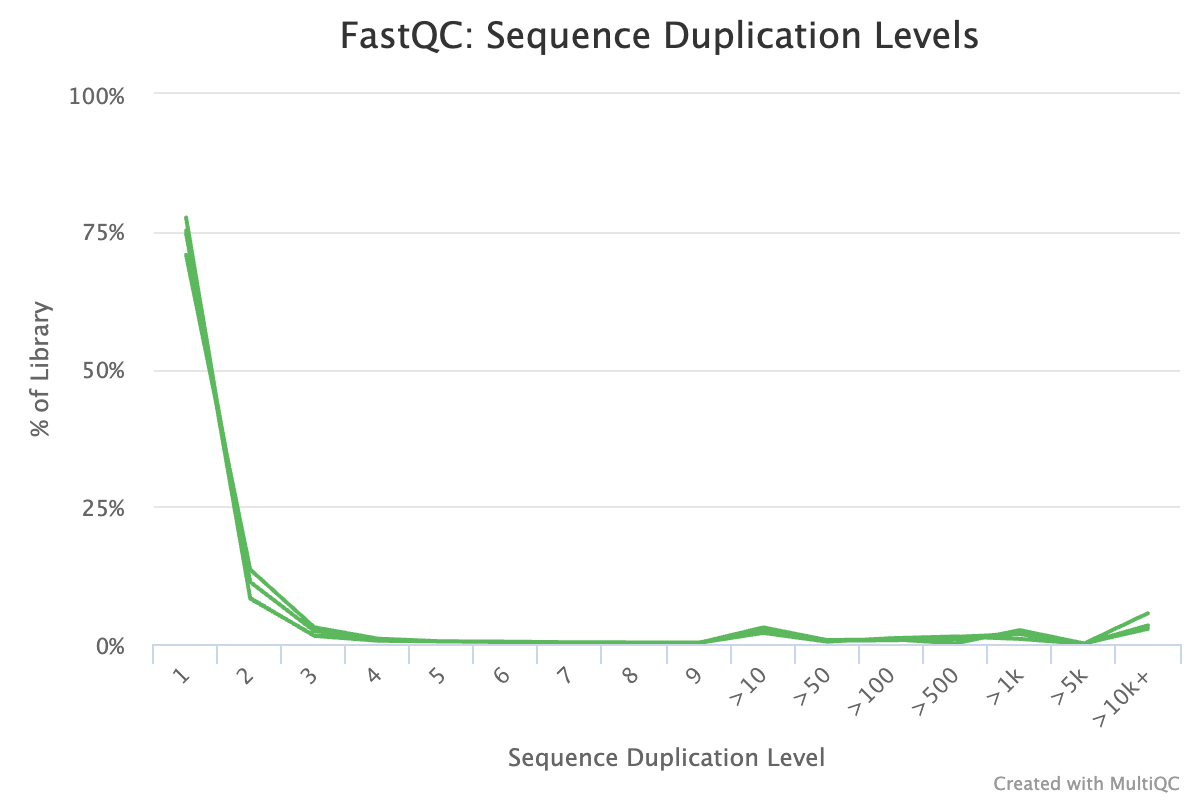 FastQC: Sequence Duplication Levels
100%
75%
50%
25%
0%
% of Library
1
2
3
4
5
6
7
8
9
>10
>50
>100
>500
>1k
>5k
>10k+
Sequence Duplication Level
Created with MultiQC